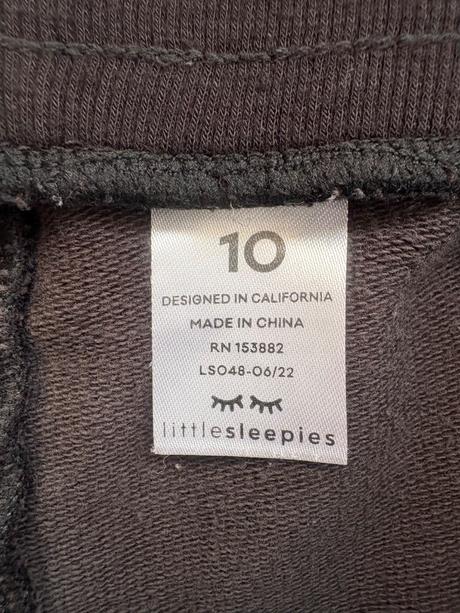 10
DESIGNED IN CALIFORNIA
MADE IN CHINA
RN 153882
LS048-06/22
littlesleepies